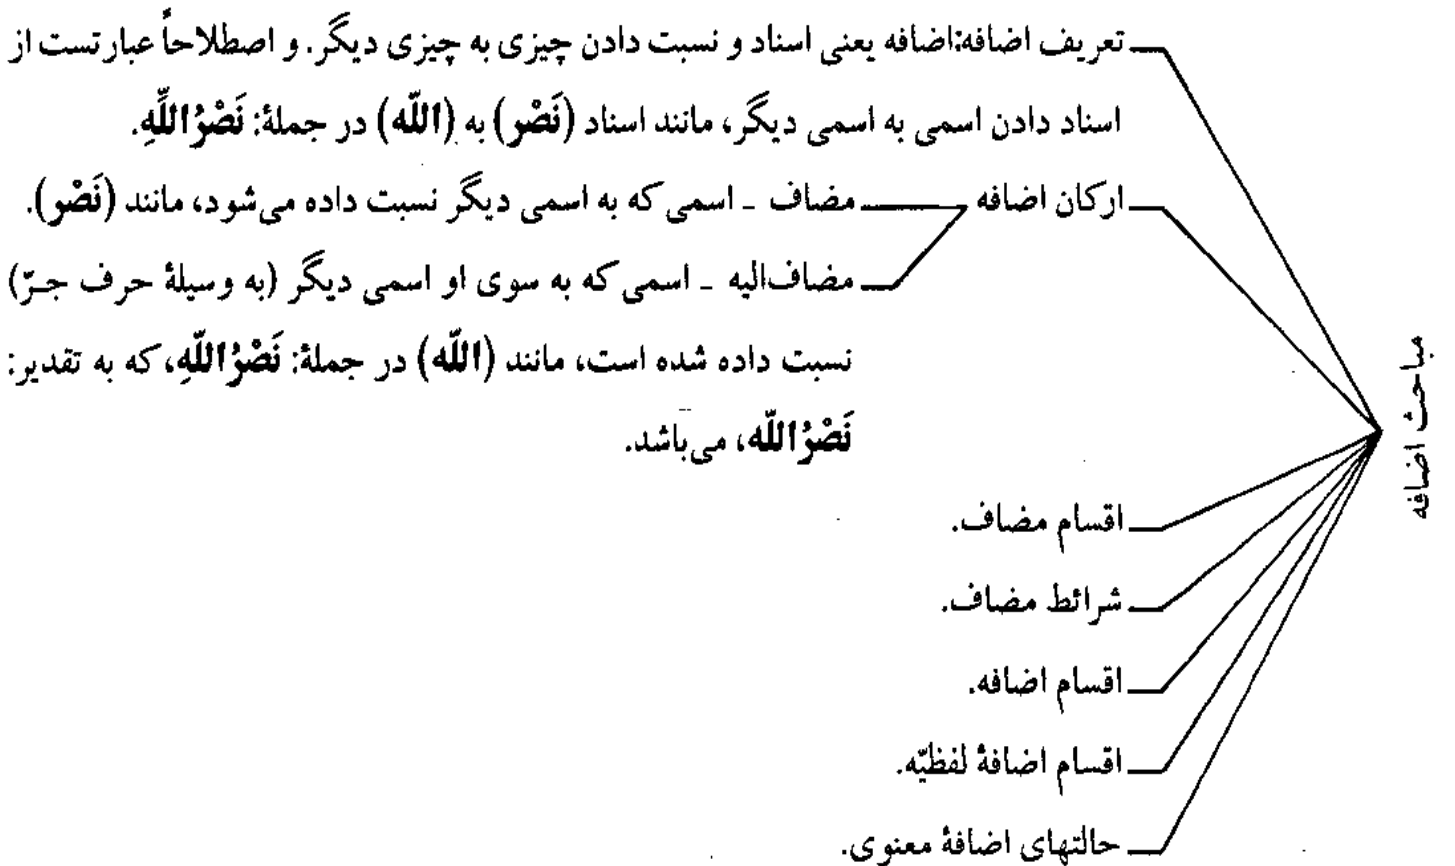 مباحث اضافه
تعریف اضافه: اضافه یعنی اسناد و نسبت دادن چیزی به چیزی دیگر. و اصطلاحاً عبارتست از
اسناد دادن اسمی به اسمی دیگر، مانند اسناد (نَصْر) به (اللّه) در جملهٔ: نَصْرُاللّهِ.
ارکان اضافه مضاف - اسمی که به اسمی دیگر نسبت داده می‌شود، مانند (نَصْر).
مضاف‌الیه - اسمی که به سوی او اسمی دیگر (به وسیلهٔ حرف جـرّ)
نسبت داده شده است، مانند (اللّه) در جملهٔ: نَصْرُاللّهِ، که به تقدیر:
نَصْرُاللّه، می‌باشد.
اقسام مضاف.
شرائط مضاف.
اقسام اضافه.
اقسام اضافهٔ لفظیّه.
حالتهای اضافهٔ معنوی.